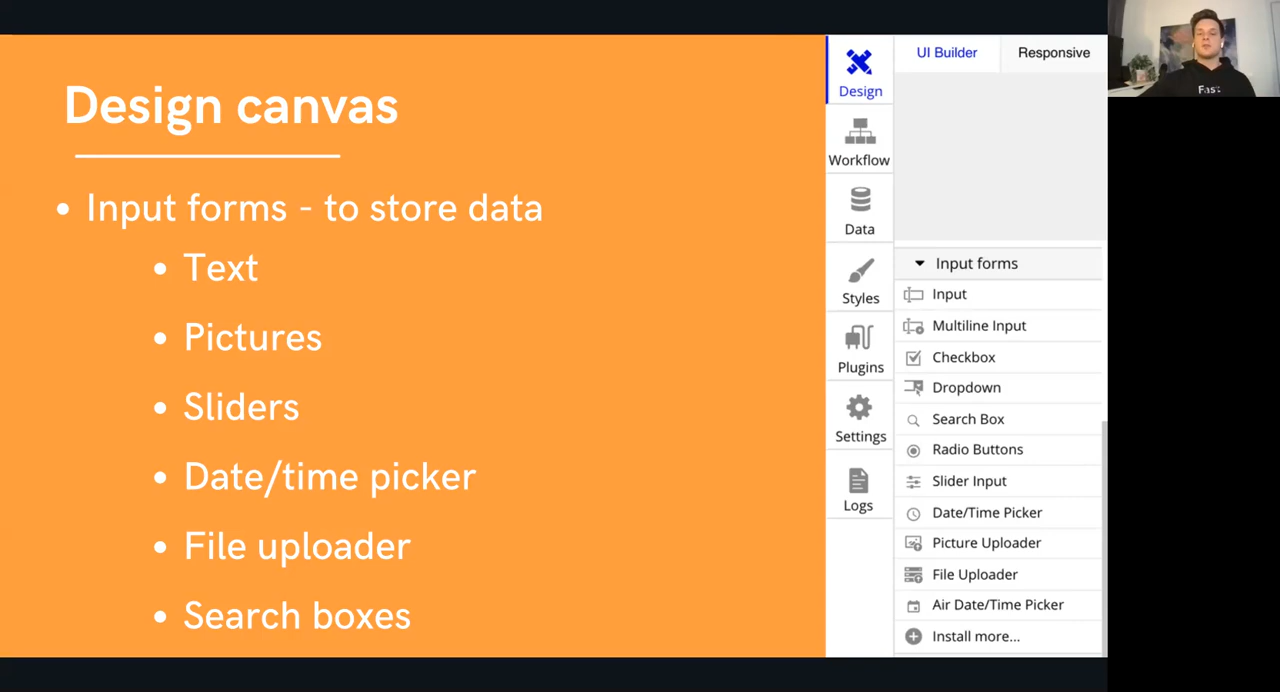 Design canvas
Input forms - to store data
Text
Pictures
Sliders
Date/time picker
File uploader
Search boxes
Design
Workflow
Data
Styles
Plugins
Settings
Logs
UI Builder
Responsive
Input forms
Input
Multiline Input
Checkbox
Dropdown
Search Box
Radio Buttons
Slider Input
Date/Time Picker
Picture Uploader
File Uploader
Air Date/Time Picker
Install more...
Fast